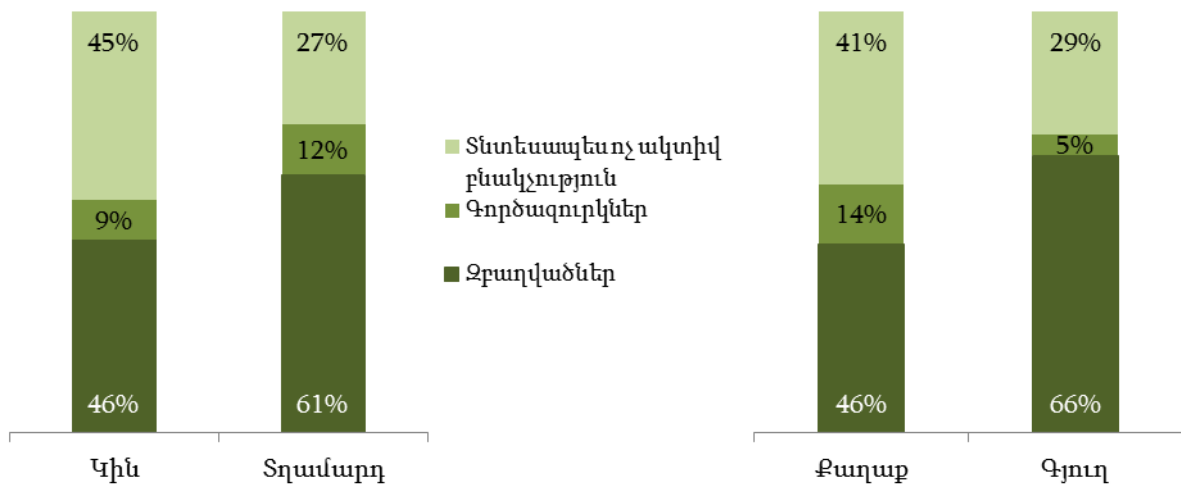 45%
27%
41%
29%
Տնտեսապես ոչ ակտիվ
բնակչություն
12%
5%
9%
Գործազուրկներ
14%
Զբաղվածներ
46%
61%
46%
66%
Կին
Տղամարդ
Քաղաք
Գյուղ